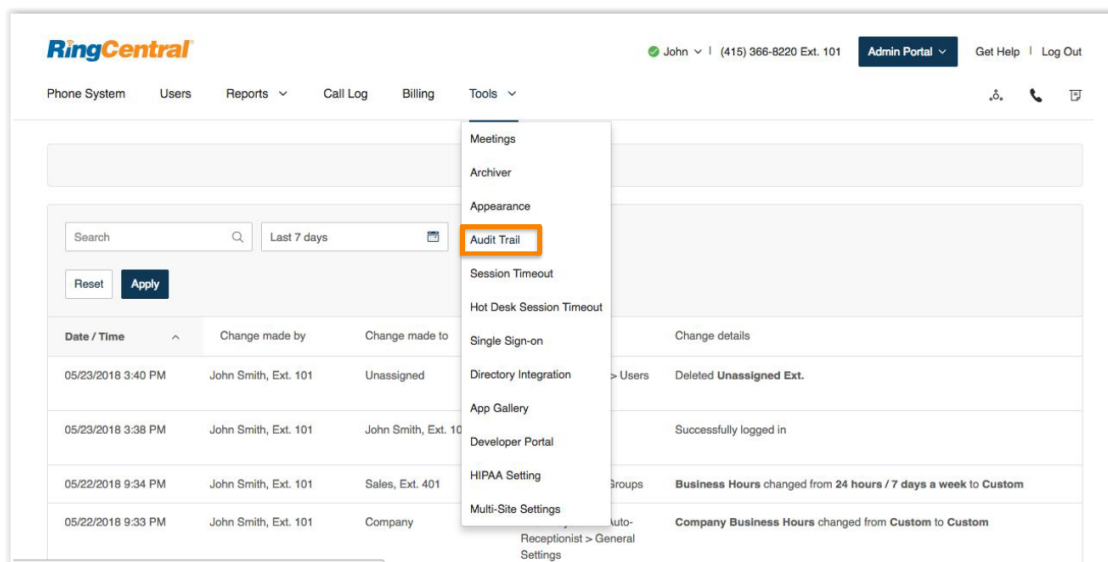 RingCentral
John | (415) 366-8220 Ext. 101 Admin Portal Get Help | Log Out
Phone System Users Reports Call Log Billing Tools
Meetings
Archiver
Appearance
Search Last 7 days Audit Trail
Reset Apply Session Timeout
Hot Desk Session Timeout
Date / Time Change made by Change made to Single Sign-on Change details
05/23/2018 3:40 PM John Smith, Ext. 101 Unassigned Directory Integration > Users Deleted Unassigned Ext.
App Gallery
05/23/2018 3:38 PM John Smith, Ext. 101 John Smith, Ext. 10 Successfully logged in
Developer Portal
HIPAA Setting
05/22/2018 9:34 PM John Smith, Ext. 101 Sales, Ext. 401 Business Hours changed from 24 hours / 7 days a week to Custom
Multi-Site Settings
05/22/2018 9:33 PM John Smith, Ext. 101 Company Auto- Company Business Hours changed from Custom to Custom
Receptionist > General
Settings